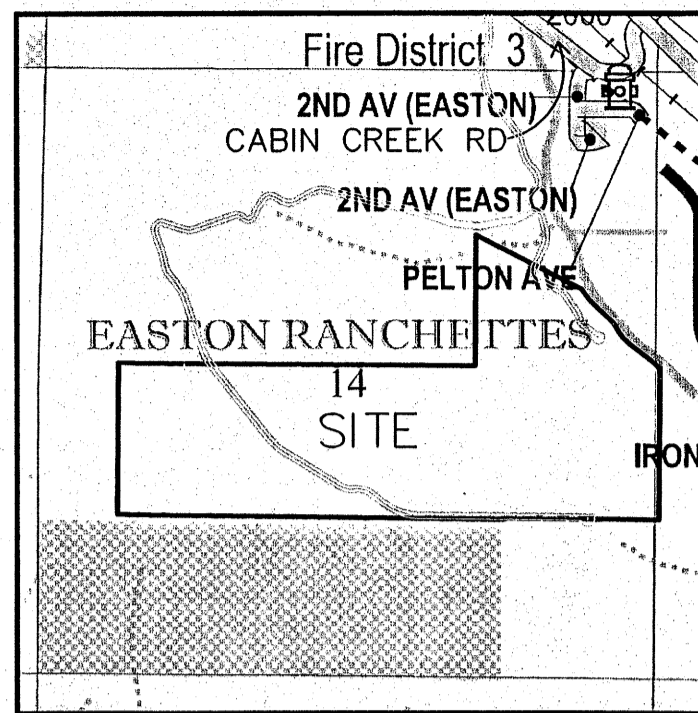 2000
Fire District 3
2ND AV (EASTON)
CABIN CREEK RD
2ND AV (EASTON)
PELTON AVE
EASTON RANCHETTES
14
SITE
IRON